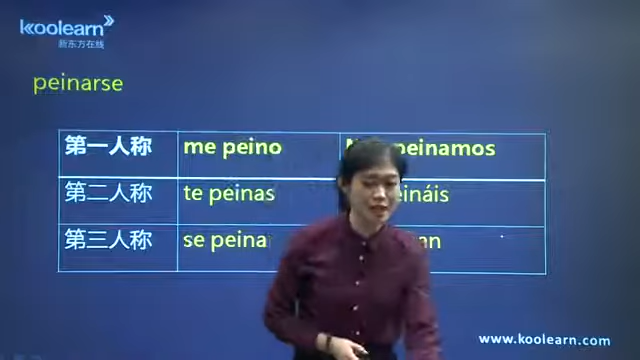 koolearn
新东方在线
peinarse
第一人称 me peino peinamos
第二人称 te peinas
第三人称 se peina
www.koolearn.com